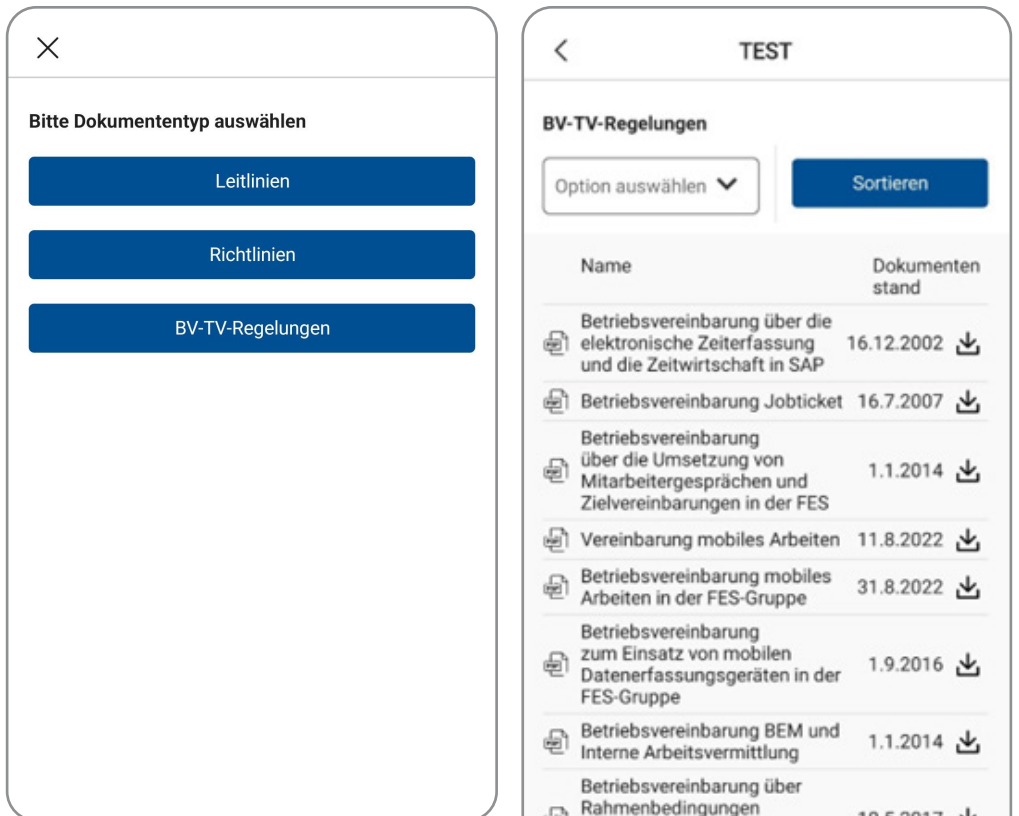 Bitte Dokumententyp auswählen
Leitlinien
Richtlinien
BV-TV-Regelungen
TEST
BV-TV-Regelungen
Option auswählen
Sortieren
Name
Dokumenten
stand
Betriebsvereinbarung über die
elektronische Zeiterfassung
und die Zeitwirtschaft in SAP
16.12.2002
Betriebsvereinbarung Jobticket
16.7.2007
Betriebsvereinbarung
über die Umsetzung von
Mitarbeitergesprächen und
Zielvereinbarungen in der FES
1.1.2014
Vereinbarung mobiles Arbeiten
11.8.2022
Betriebsvereinbarung mobiles
Arbeiten in der FES-Gruppe
31.8.2022
Betriebsvereinbarung
zum Einsatz von mobilen
Datenerfassungsgeräten in der
FES-Gruppe
1.9.2016
Betriebsvereinbarung BEM und
Interne Arbeitsvermittlung
1.1.2014
Betriebsvereinbarung über
Rahmenbedingungen